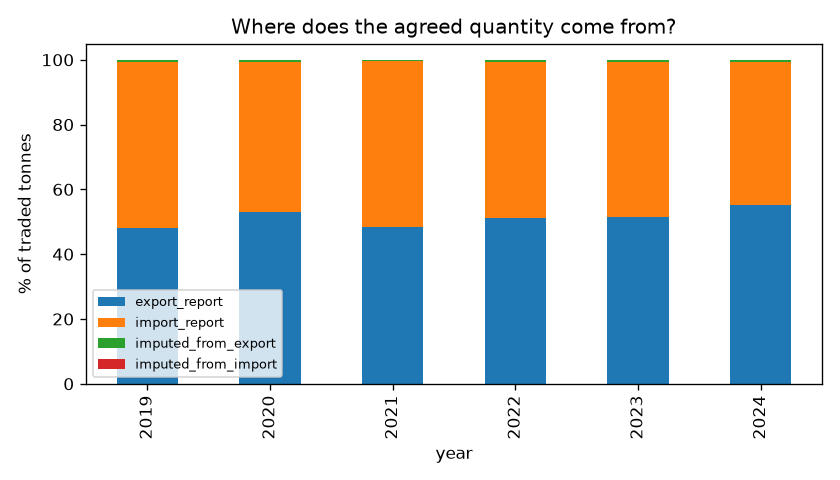 Where does the agreed quantity come from?
% of traded tonnes
100
80
60
40
20
0
export_report
import_report
imputed_from_export
imputed_from_import
2019
2020
2021
2022
2023
2024
year